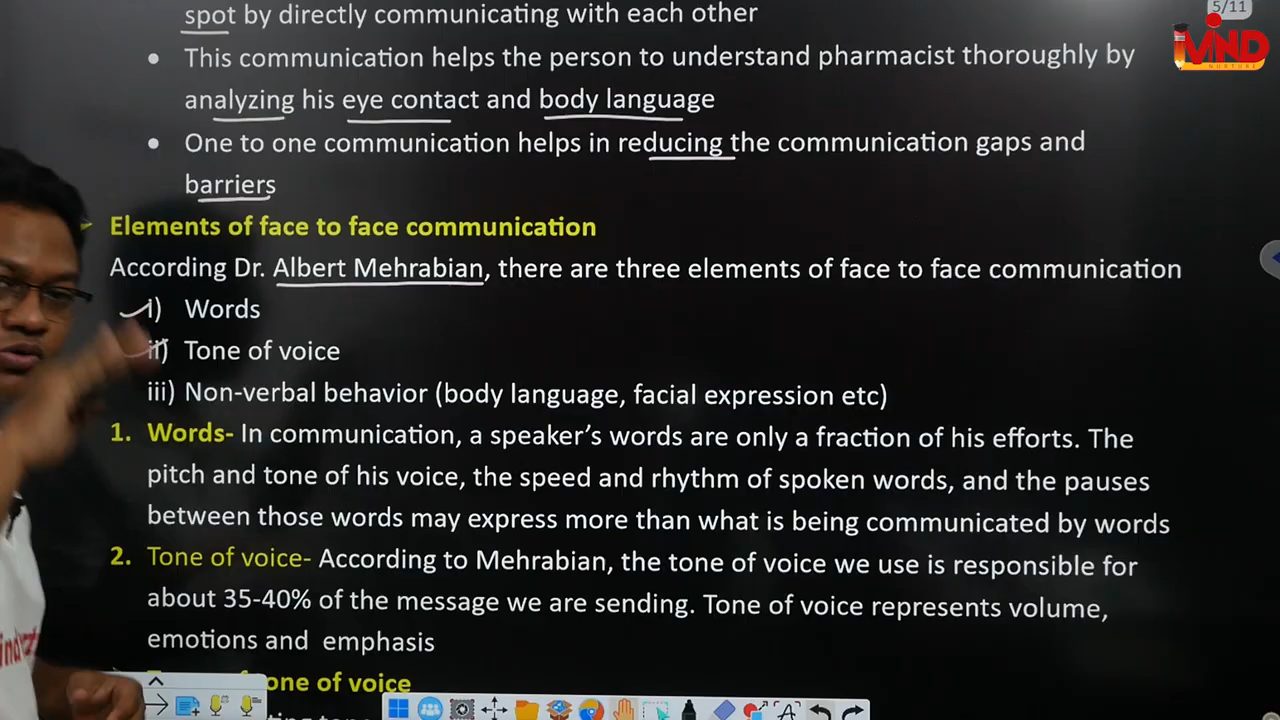 spot by directly communicating with each other
5/11
MIND
NURTURE
• This communication helps the person to understand pharmacist thoroughly by
analyzing his eye contact and body language
• One to one communication helps in reducing the communication gaps and
barriers
Elements of face to face communication
According Dr. Albert Mehrabian, there are three elements of face to face communication
i) Words
ii) Tone of voice
iii) Non-verbal behavior (body language, facial expression etc)
1. Words- In communication, a speaker's words are only a fraction of his efforts. The
pitch and tone of his voice, the speed and rhythm of spoken words, and the pauses
between those words may express more than what is being communicated by words
2. Tone of voice- According to Mehrabian, the tone of voice we use is responsible for
about 35-40% of the message we are sending. Tone of voice represents volume,
emotions and emphasis
one of voice